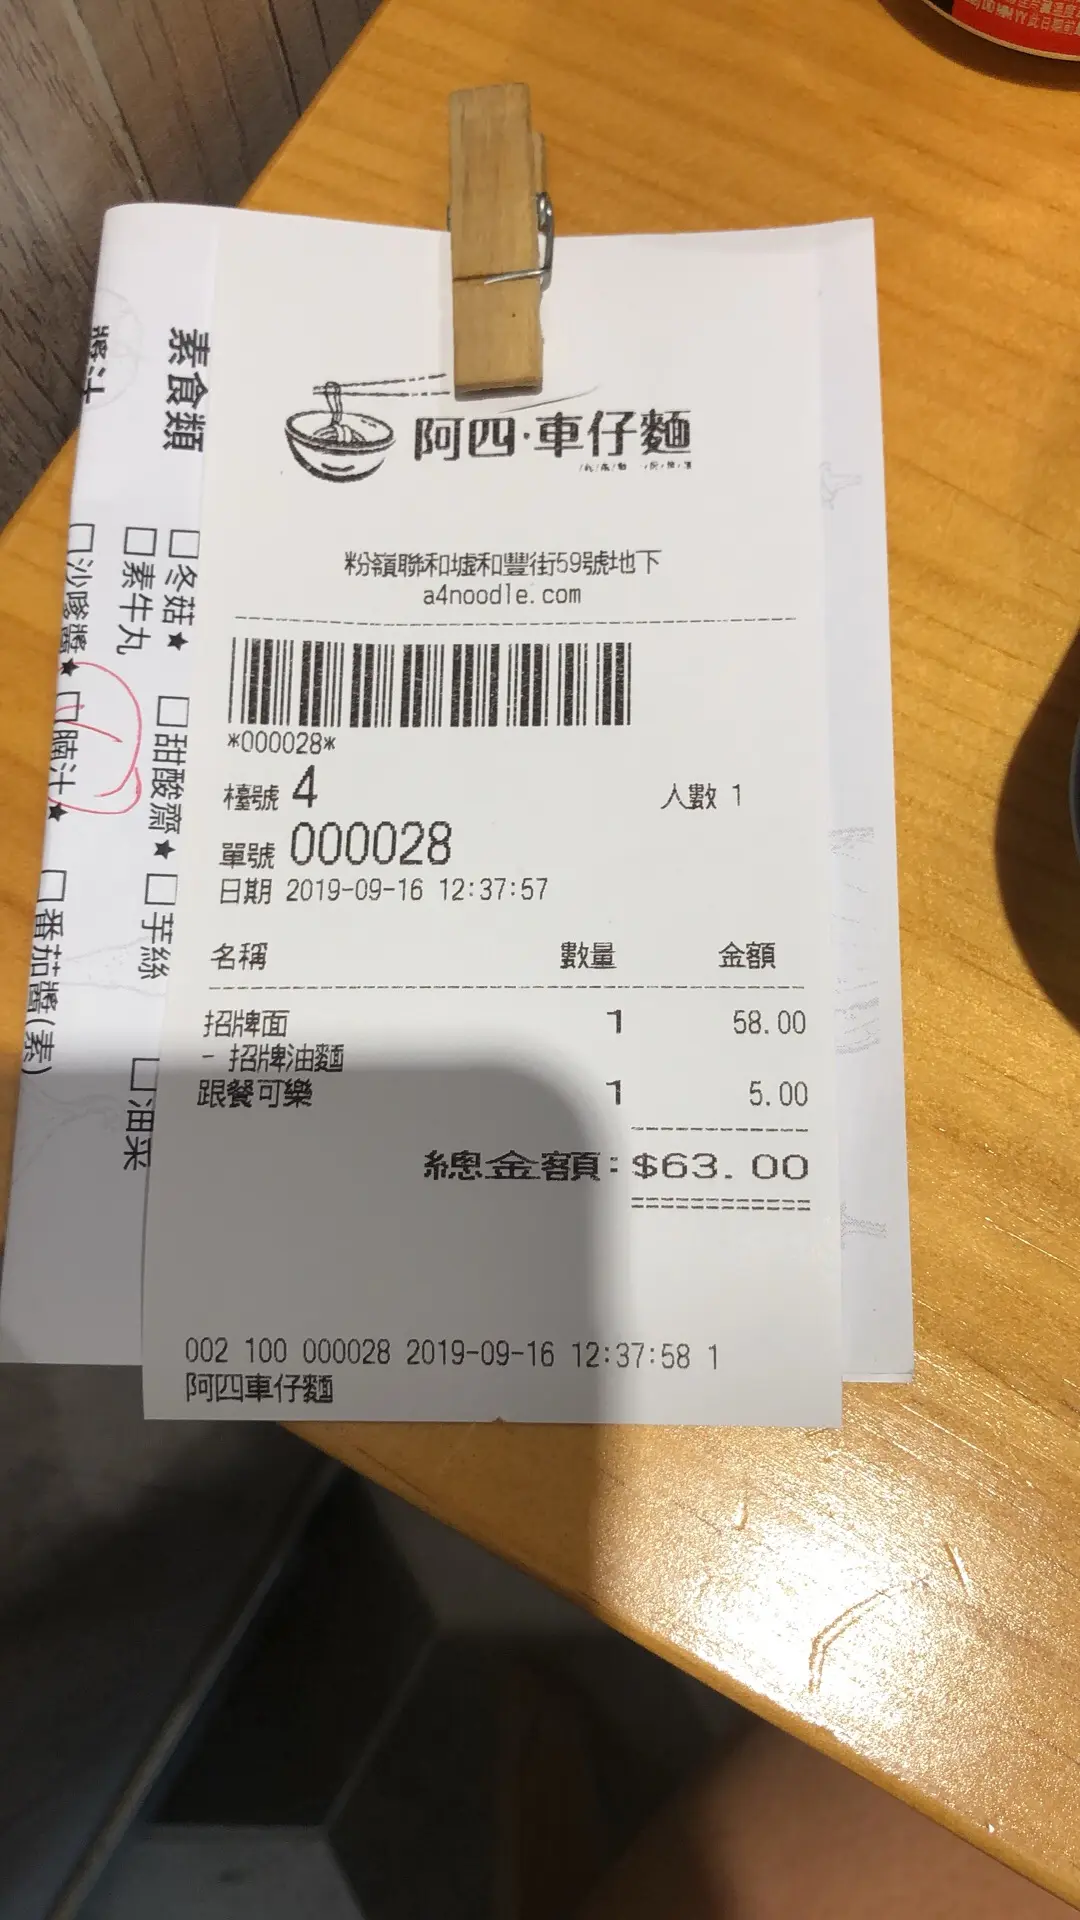 阿四·車仔麵
粉嶺聯和墟和豐街59號地下
a4noodle.com
*000028*
檯號 4 人數 1
單號 000028
日期 2019-09-16 12:37:57
名稱 數量 金額
招牌面 1 58.00
- 招牌油麵
跟餐可樂 1 5.00
總金額:$63.00
002 100 000028 2019-09-16 12:37:58 1
阿四車仔麵
素食類
□冬菇★ □甜酸齋★ □芋絲
□素牛丸 □油菜
醬汁
□沙嗲醬★ □腩汁★ □番茄醬(素)